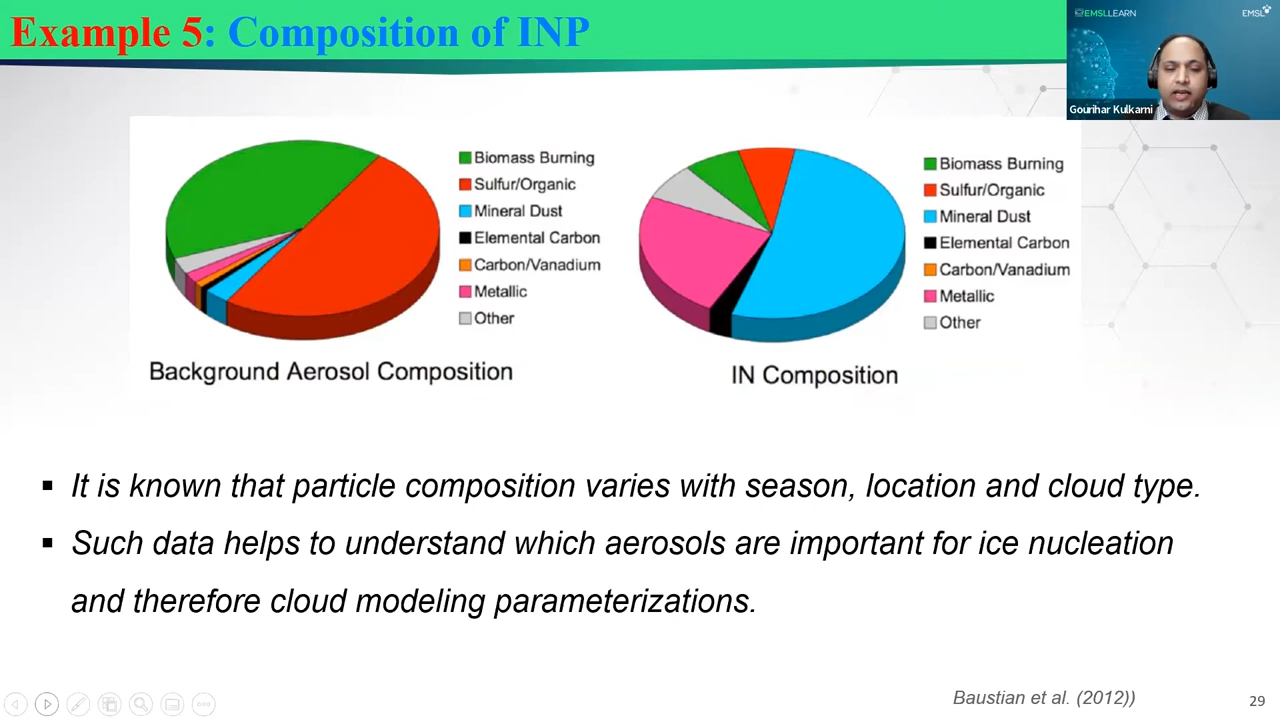 Example 5: Composition of INP
EMSLLEARN
EMSL
Gourihar Kulkarni
Biomass Burning
Sulfur/Organic
Mineral Dust
Elemental Carbon
Carbon/Vanadium
Metallic
Other
Background Aerosol Composition
Biomass Burning
Sulfur/Organic
Mineral Dust
Elemental Carbon
Carbon/Vanadium
Metallic
Other
IN Composition
▪ It is known that particle composition varies with season, location and cloud type.
▪ Such data helps to understand which aerosols are important for ice nucleation
and therefore cloud modeling parameterizations.
Baustian et al. (2012))
29